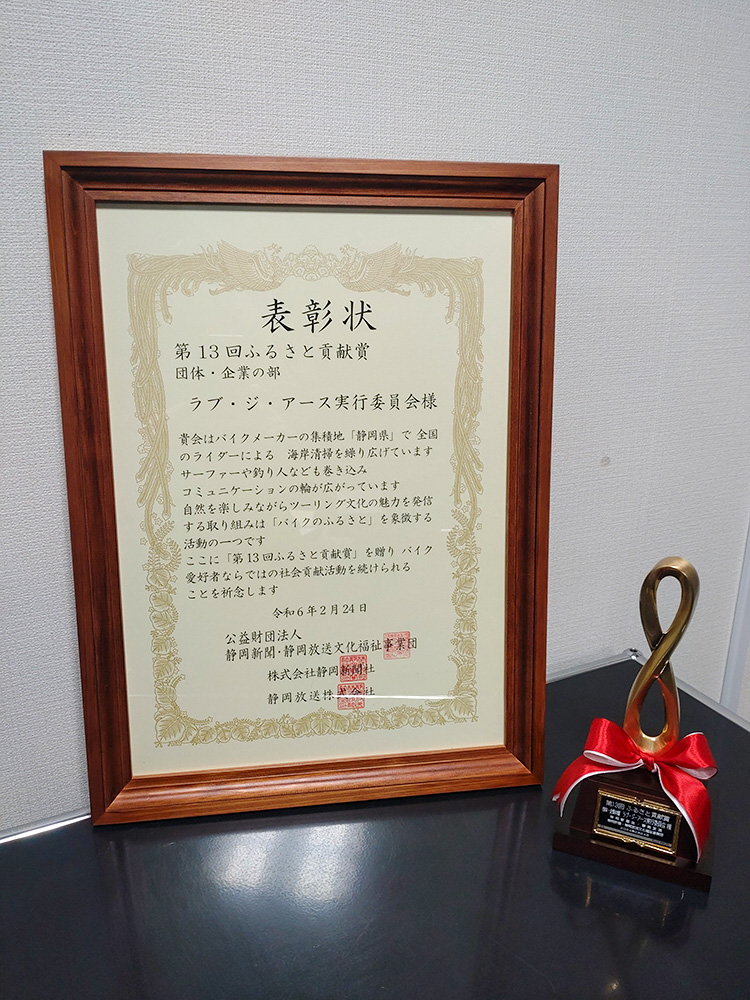 表彰状
第13回ふるさと貢献賞
団体・企業の部
ラブ・ジ・アース実行委員会様
貴会はバイクメーカーの集積地「静岡県」で 全国
のライダーによる 海岸清掃を繰り広げています
サーファーや釣り人なども巻き込み
コミュニケーションの輪が広がっています
自然を楽しみながらツーリング文化の魅力を発信
する取り組みは「バイクのふるさと」を象徴する
活動の一つです
ここに「第13回ふるさと貢献賞」を贈り バイク
愛好者ならではの社会貢献活動を続けられる
ことを祈念します
令和6年2月24日
公益財団法人
静岡新聞・静岡放送文化福祉事業団
株式会社静岡新聞社
静岡放送株式会社
第13回 ふるさと貢献賞